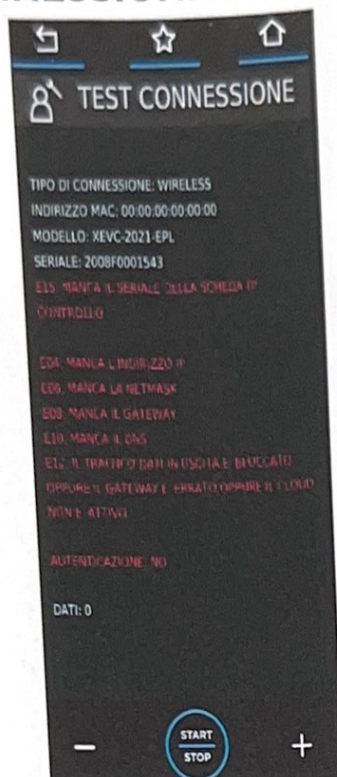 TEST CONNESSIONE
TIPO DI CONNESSIONE: WIRELESS
INDIRIZZO MAC: 00:00:00:00:00:00
MODELLO: XEVC-2021-EPL
SERIALE: 2008F0001543
E15: MANCA IL SERIALE DELLA SCHEDA DI
CONTROLLO
E04: MANCA L'INDIRIZZO IP
E06: MANCA LA NETMASK
E08: MANCA IL GATEWAY
E10: MANCA IL DNS
E12: IL TRAFFICO DATI IN USCITA E' BLOCCATO
OPPURE IL GATEWAY E' ERRATO OPPURE IL CLOUD
NON E' ATTIVO
AUTENTICAZIONE: NO
DATI: 0
START
STOP